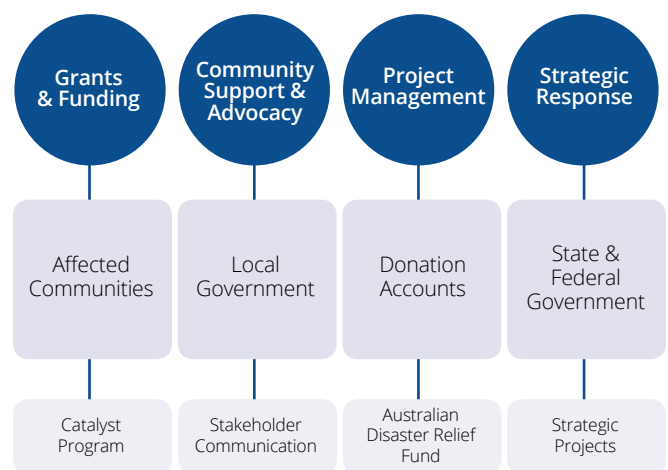 Grants
& Funding
Community
Support &
Advocacy
Project
Management
Strategic
Response
Affected
Communities
Local
Government
Donation
Accounts
State &
Federal
Government
Catalyst
Program
Stakeholder
Communication
Australian
Disaster Relief
Fund
Strategic
Projects